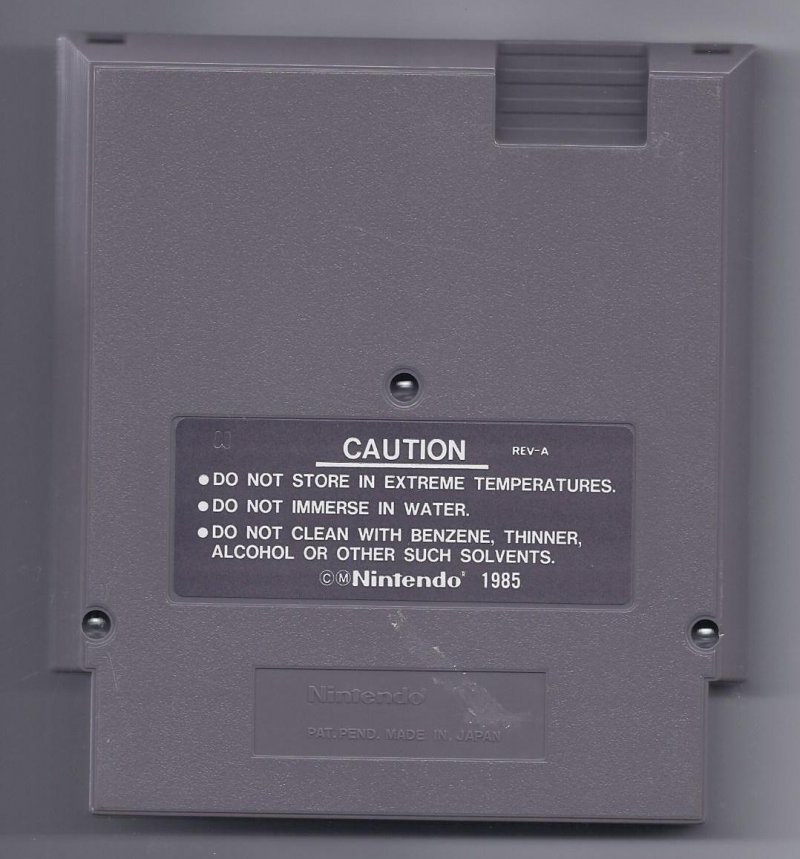 CAUTION REV-A
●DO NOT STORE IN EXTREME TEMPERATURES.
●DO NOT IMMERSE IN WATER.
●DO NOT CLEAN WITH BENZENE, THINNER,
ALCOHOL OR OTHER SUCH SOLVENTS.
ⒸⓂNintendo® 1985
Nintendo®
PAT. PEND. MADE IN JAPAN